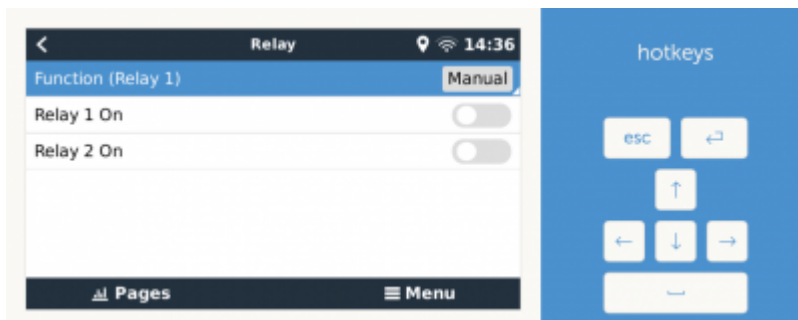 Relay
14:36
Function (Relay 1)
Manual
Relay 1 On
Relay 2 On
Pages
Menu
hotkeys
esc